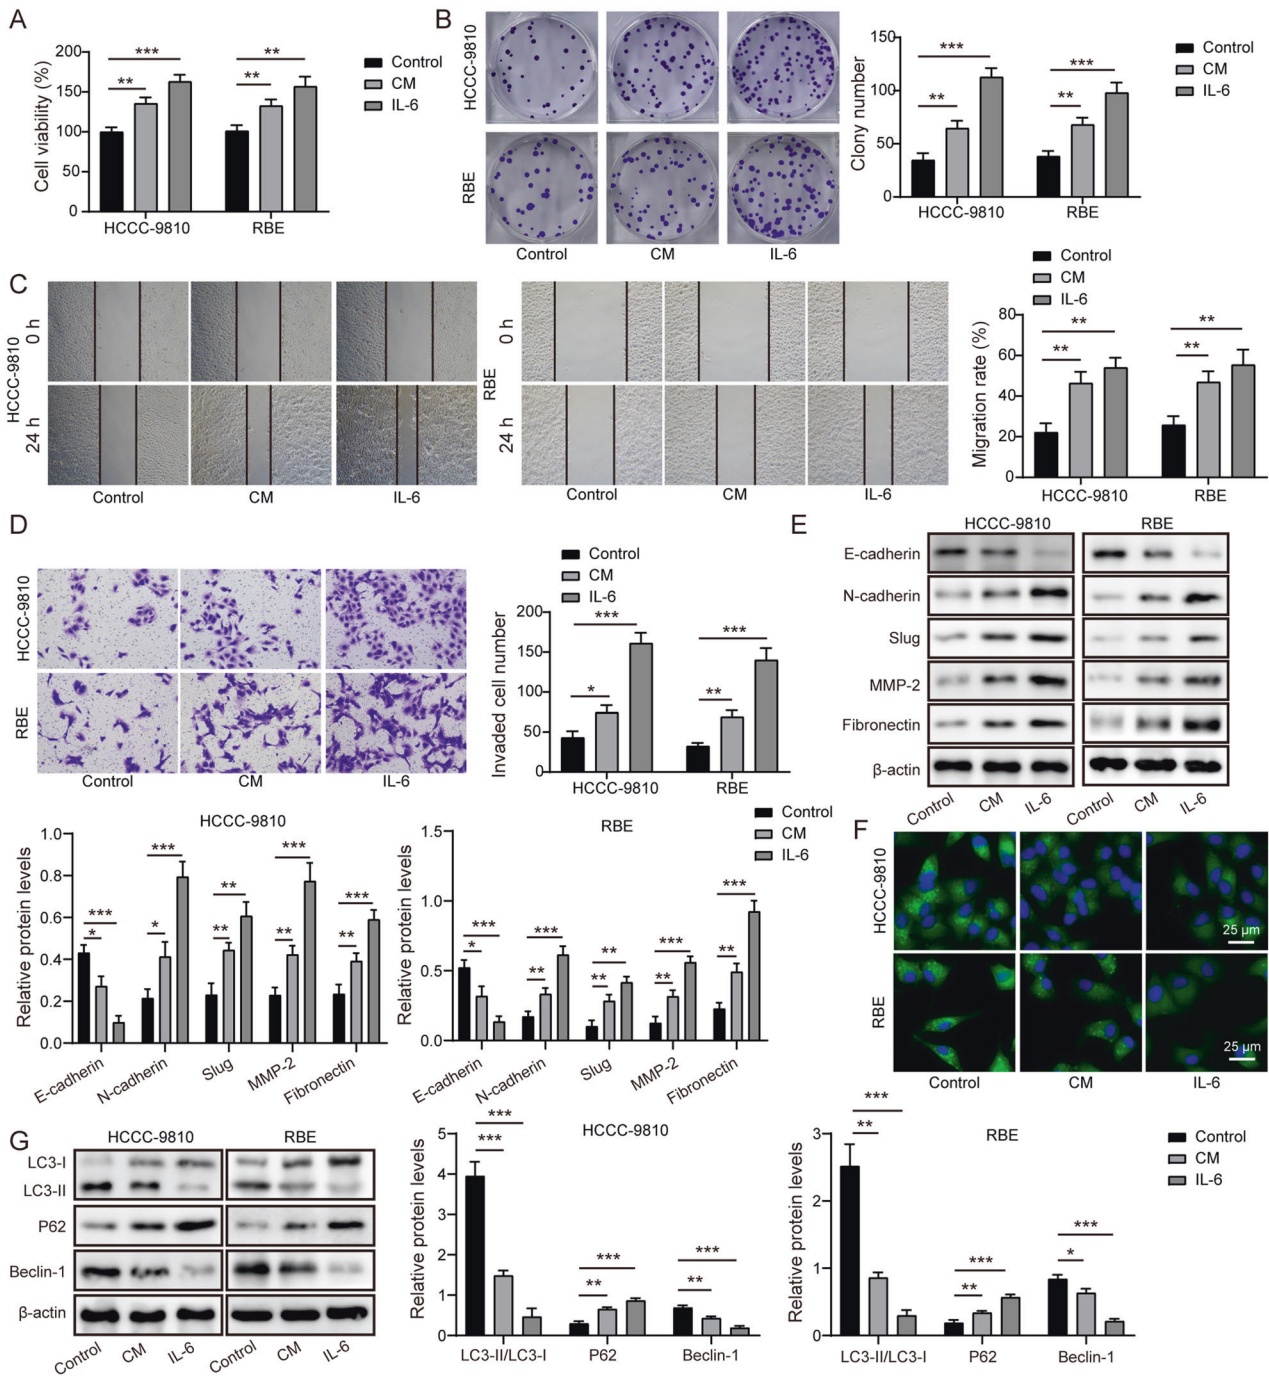 A
Cell viability (%)
200
150
100
50
0
***
**
**
**
HCCC-9810
RBE
Control
CM
IL-6
B
HCCC-9810
RBE
Control
CM
IL-6
Clony number
150
100
50
0
***
**
***
**
HCCC-9810
RBE
Control
CM
IL-6
C
HCCC-9810
0 h
24 h
Control
CM
IL-6
RBE
0 h
24 h
Control
CM
IL-6
Control
CM
IL-6
Migration rate (%)
80
60
40
20
0
**
**
**
**
HCCC-9810
RBE
D
HCCC-9810
RBE
Control
CM
IL-6
Control
CM
IL-6
Invaded cell number
200
150
100
50
0
***
*
***
**
HCCC-9810
RBE
E
HCCC-9810
RBE
E-cadherin
N-cadherin
Slug
MMP-2
Fibronectin
β-actin
Control
CM
IL-6
Control
CM
IL-6
HCCC-9810
Relative protein levels
1.0
0.8
0.6
0.4
0.2
0.0
***
*
***
*
**
**
***
**
***
**
E-cadherin
N-cadherin
Slug
MMP-2
Fibronectin
RBE
Relative protein levels
1.5
1.0
0.5
0.0
***
*
***
**
**
**
***
**
***
**
E-cadherin
N-cadherin
Slug
MMP-2
Fibronectin
Control
CM
IL-6
F
HCCC-9810
RBE
25 µm
25 µm
Control
CM
IL-6
G
HCCC-9810
RBE
LC3-I
LC3-II
P62
Beclin-1
β-actin
Control
CM
IL-6
Control
CM
IL-6
HCCC-9810
Relative protein levels
5
4
3
2
1
0
***
***
***
**
***
**
LC3-II/LC3-I
P62
Beclin-1
RBE
Relative protein levels
3
2
1
0
***
**
***
**
***
*
LC3-II/LC3-I
P62
Beclin-1
Control
CM
IL-6